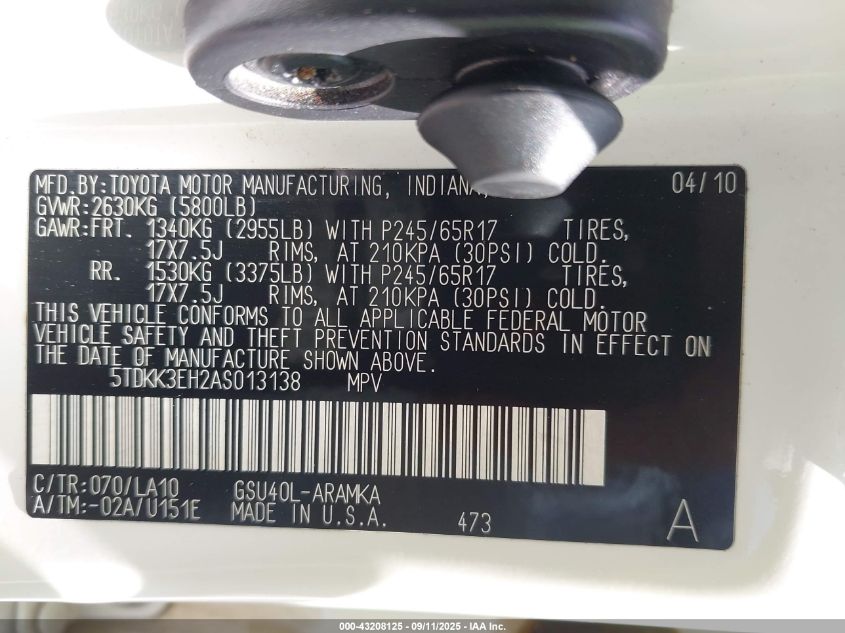 MFD.BY:TOYOTA MOTOR MANUFACTURING, INDIANA, 04/10
GVWR:2630KG (5800LB)
GAWR:FRT. 1340KG (2955LB) WITH P245/65R17 TIRES,
17X7.5J RIMS, AT 210KPA (30PSI) COLD.
RR. 1530KG (3375LB) WITH P245/65R17 TIRES,
17X7.5J RIMS, AT 210KPA (30PSI) COLD.
THIS VEHICLE CONFORMS TO ALL APPLICABLE FEDERAL MOTOR
VEHICLE SAFETY AND THEFT PREVENTION STANDARDS IN EFFECT ON
THE DATE OF MANUFACTURE SHOWN ABOVE.
5TDKK3EH2AS013138 MPV
C/TR:070/LA10 GSU40L-ARAMKA
A/TM:-02A/U151E MADE IN U.S.A. 473 A
000-43208125 - 09/11/2025 - IAA Inc.